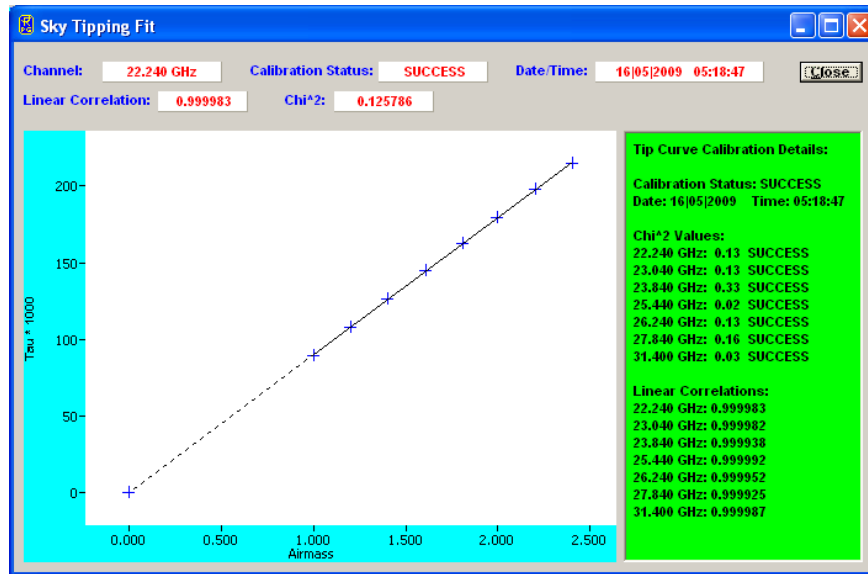 Sky Tipping Fit
Channel: 22.240 GHz Calibration Status: SUCCESS Date/Time: 16|05|2009 05:18:47 Close
Linear Correlation: 0.999983 Chi^2: 0.125786
Tau * 1000
200
150
100
50
0
0.000 0.500 1.000 1.500 2.000 2.500
Airmass
Tip Curve Calibration Details:
Calibration Status: SUCCESS
Date: 16|05|2009 Time: 05:18:47
Chi^2 Values:
22.240 GHz: 0.13 SUCCESS
23.040 GHz: 0.13 SUCCESS
23.840 GHz: 0.33 SUCCESS
25.440 GHz: 0.02 SUCCESS
26.240 GHz: 0.13 SUCCESS
27.840 GHz: 0.16 SUCCESS
31.400 GHz: 0.03 SUCCESS
Linear Correlations:
22.240 GHz: 0.999983
23.040 GHz: 0.999982
23.840 GHz: 0.999938
25.440 GHz: 0.999992
26.240 GHz: 0.999952
27.840 GHz: 0.999925
31.400 GHz: 0.999987